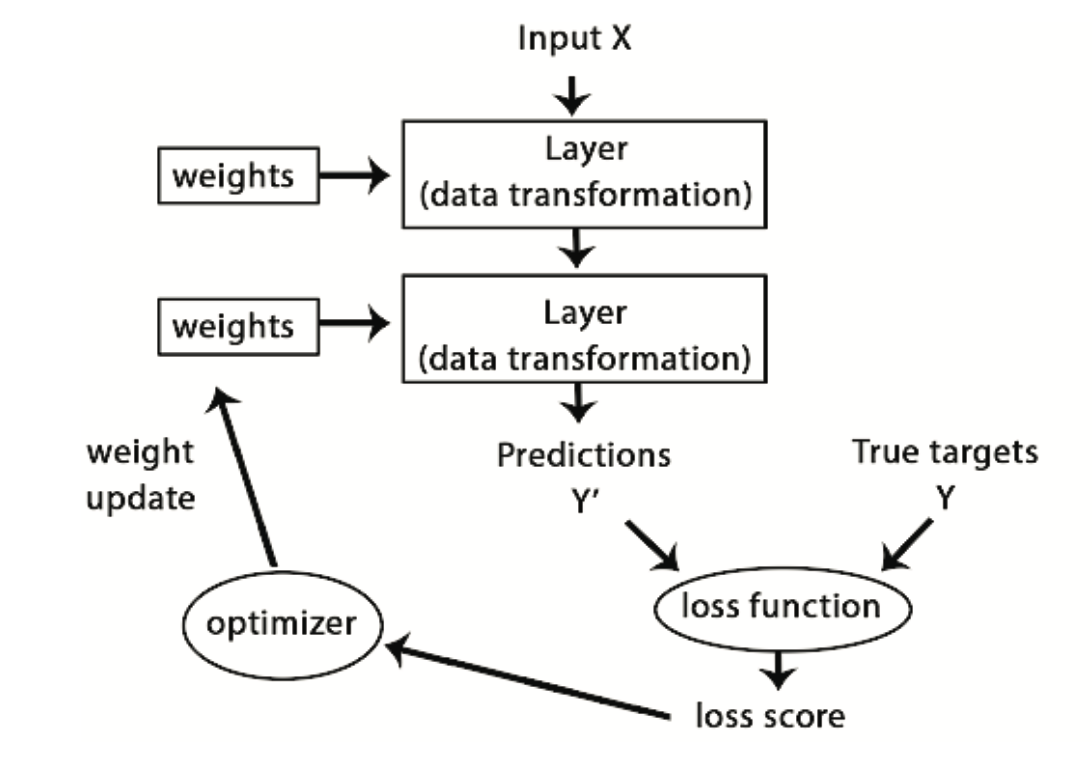 Input X
weights
Layer
(data transformation)
weights
Layer
(data transformation)
weight
update
Predictions
Y′
True targets
Y
optimizer
loss function
loss score